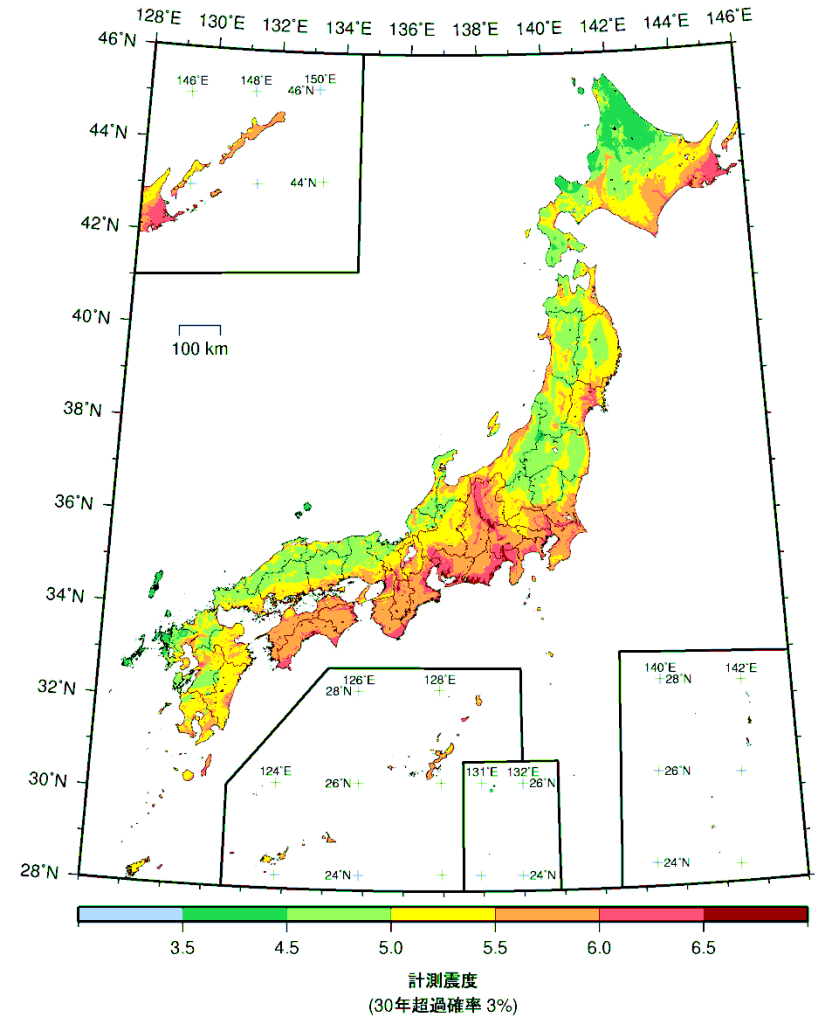 128°E 130°E 132°E 134°E 136°E 138°E 140°E 142°E 144°E 146°E
46°N
146°E 148°E 150°E
46°N
44°N
44°N
42°N
40°N
100 km
38°N
36°N
34°N
32°N
126°E 128°E
28°N
140°E 142°E
28°N
30°N
124°E
26°N
131°E 132°E
26°N
26°N
28°N
24°N
24°N
24°N
3.5 4.5 5.0 5.5 6.0 6.5
計測震度
(30年超過確率 3%)